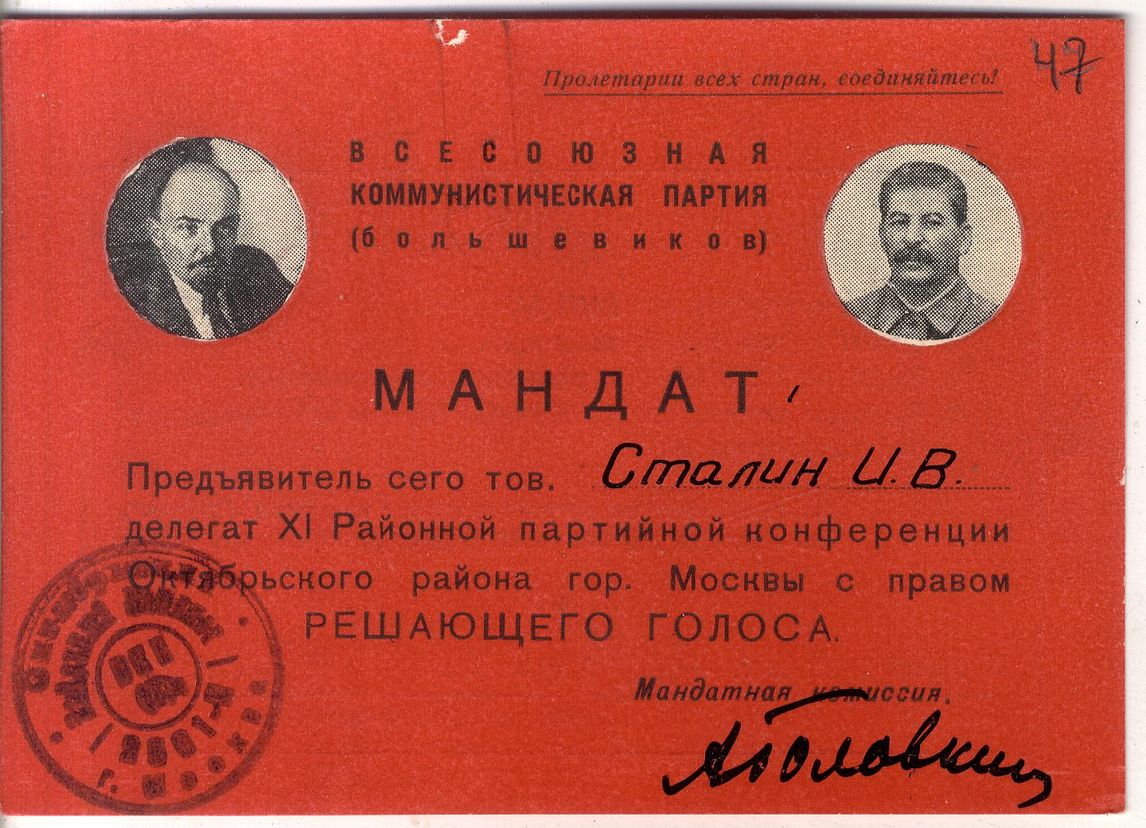 47
Пролетарии всех стран, соединяйтесь!
ВСЕСОЮЗНАЯ
КОММУНИСТИЧЕСКАЯ ПАРТИЯ
(большевиков)
МАНДАТ
Предъявитель сего тов. Сталин И.В.
делегат XI Районной партийной конференции
Октябрьского района гор. Москвы с правом
РЕШАЮЩЕГО ГОЛОСА.
Мандатная комиссия.
г. Москва